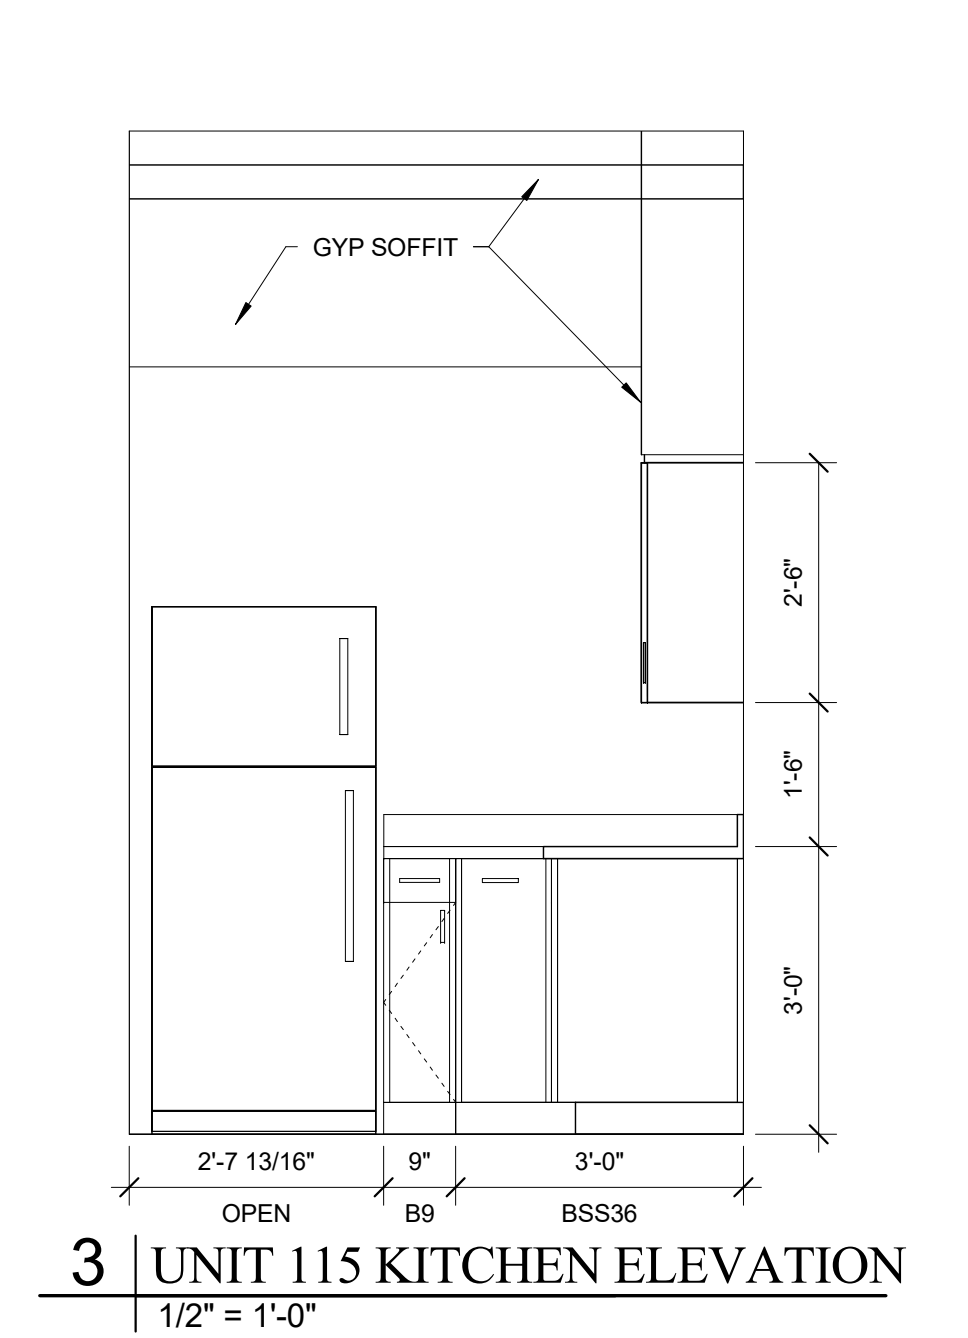 GYP SOFFIT
2'-6"
1'-6"
3'-0"
2'-7 13/16"
9"
3'-0"
OPEN
B9
BSS36
3
UNIT 115 KITCHEN ELEVATION
1/2" = 1'-0"